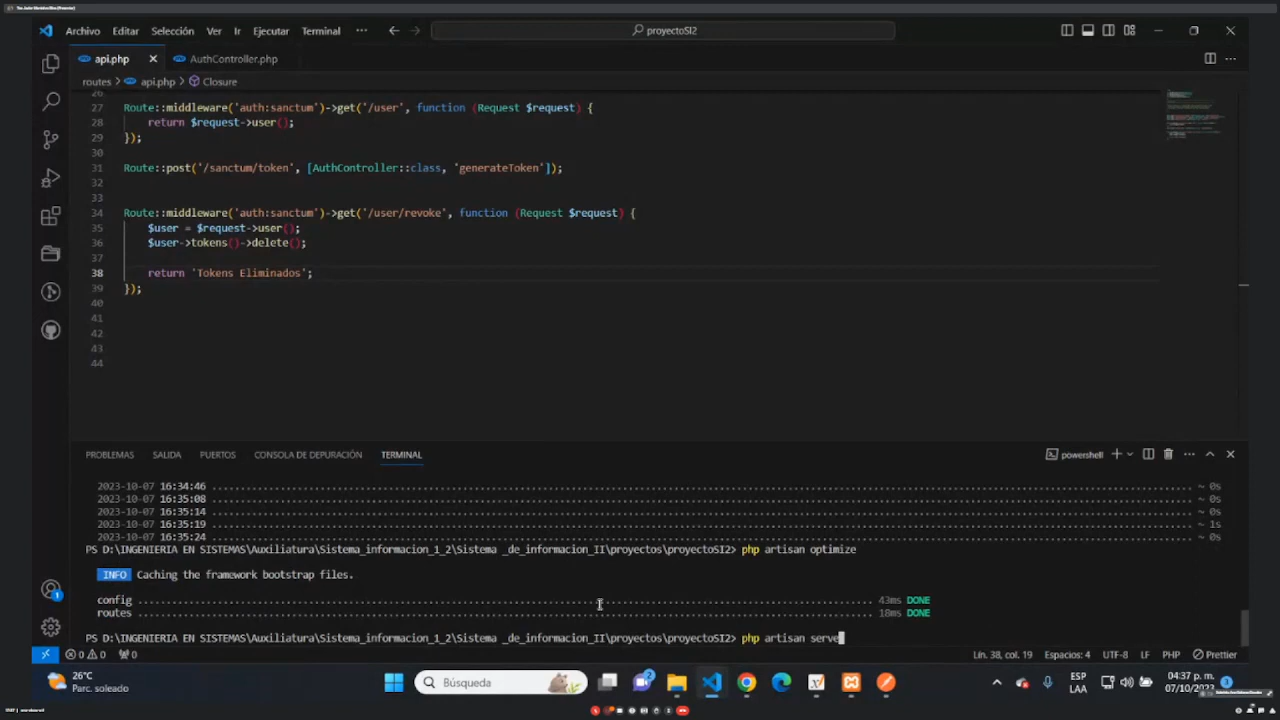 Archivo Editar Selección Ver Ir Ejecutar Terminal ... proyectoSI2
api.php AuthController.php
routes > api.php > Closure
26
27 Route::middleware('auth:sanctum')->get('/user', function (Request $request) {
28 return $request->user();
29 });
30
31 Route::post('/sanctum/token', [AuthController::class, 'generateToken']);
32
33
34 Route::middleware('auth:sanctum')->get('/user/revoke', function (Request $request) {
35 $user = $request->user();
36 $user->tokens()->delete();
37
38 return 'Tokens Eliminados';
39 });
40
41
42
43
44
PROBLEMAS SALIDA PUERTOS CONSOLA DE DEPURACIÓN TERMINAL powershell
2023-10-07 16:34:46 ~ 0s
2023-10-07 16:35:08 ~ 0s
2023-10-07 16:35:14 ~ 0s
2023-10-07 16:35:19 ~ 1s
2023-10-07 16:35:24 ~ 0s
PS D:\INGENIERIA EN SISTEMAS\Auxiliatura\Sistema_informacion_1_2\Sistema _de_informacion_II\proyectos\proyectoSI2> php artisan optimize
INFO Caching the framework bootstrap files.
config 43ms DONE
routes 18ms DONE
PS D:\INGENIERIA EN SISTEMAS\Auxiliatura\Sistema_informacion_1_2\Sistema _de_informacion_II\proyectos\proyectoSI2> php artisan serve
0 0 0 Lín. 38, col. 19 Espacios: 4 UTF-8 LF PHP Prettier
26°C
Parc. soleado
Búsqueda
2
ESP
LAA
04:37 p. m.
07/10/2023
1